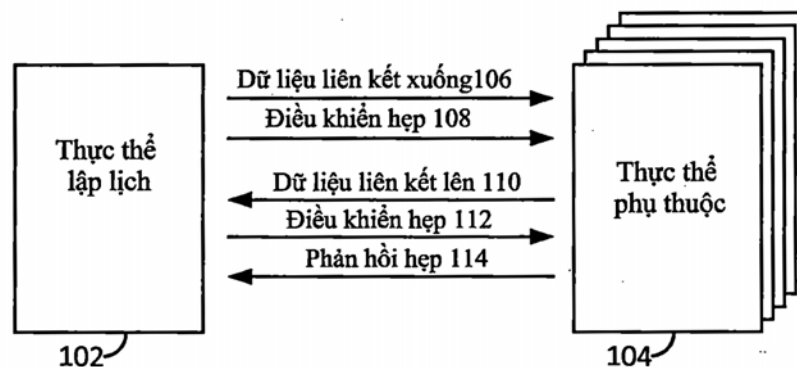 Dữ liệu liên kết xuống106
Điều khiển hẹp 108
Thực thể
lập lịch
Dữ liệu liên kết lên 110
Điều khiển hẹp 112
Phản hồi hẹp 114
Thực thể
phụ thuộc
102
104